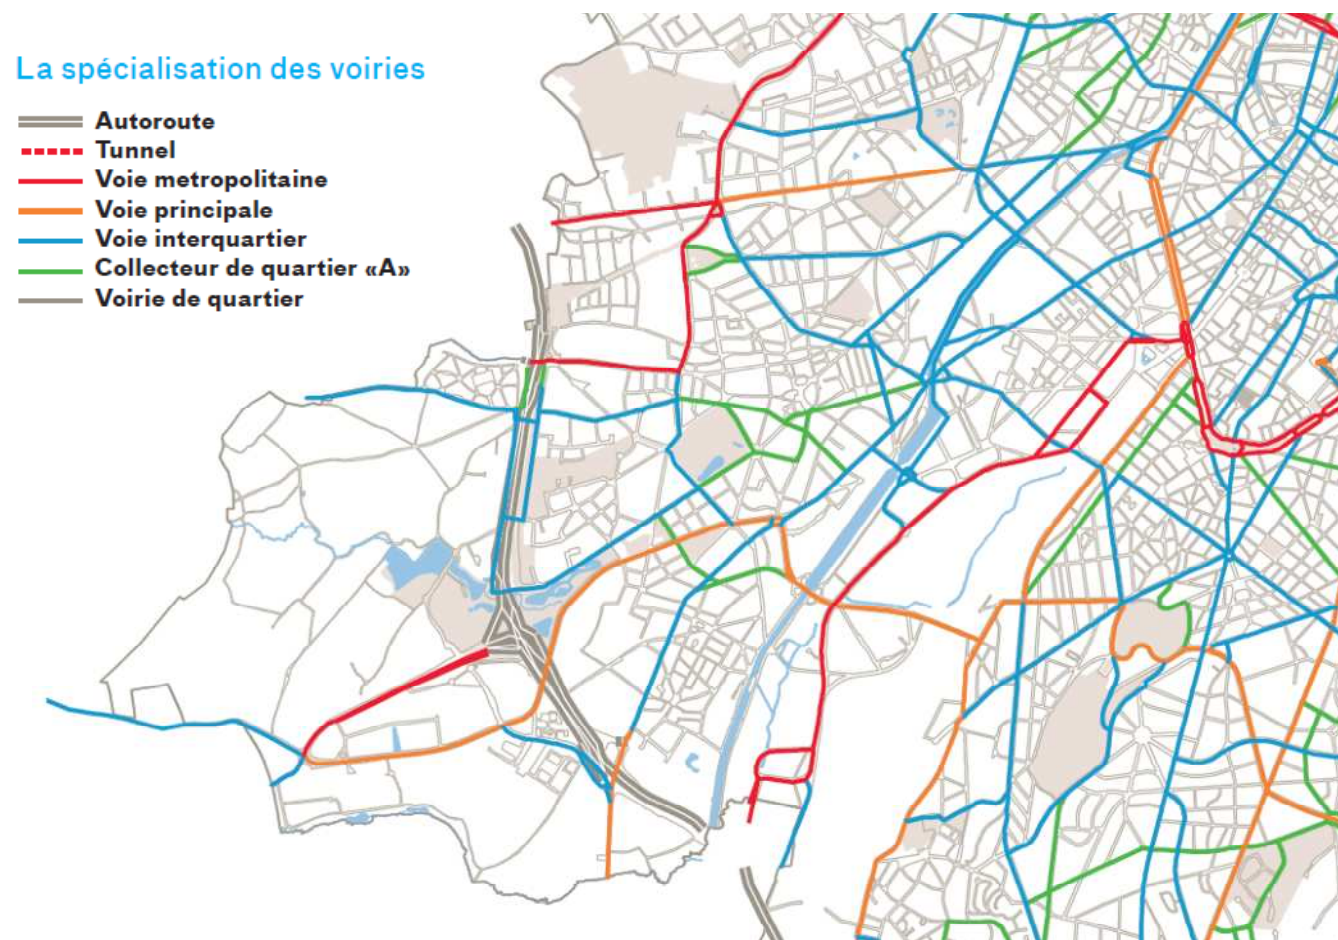 La spécialisation des voiries
Autoroute
Tunnel
Voie metropolitaine
Voie principale
Voie interquartier
Collecteur de quartier «A»
Voirie de quartier